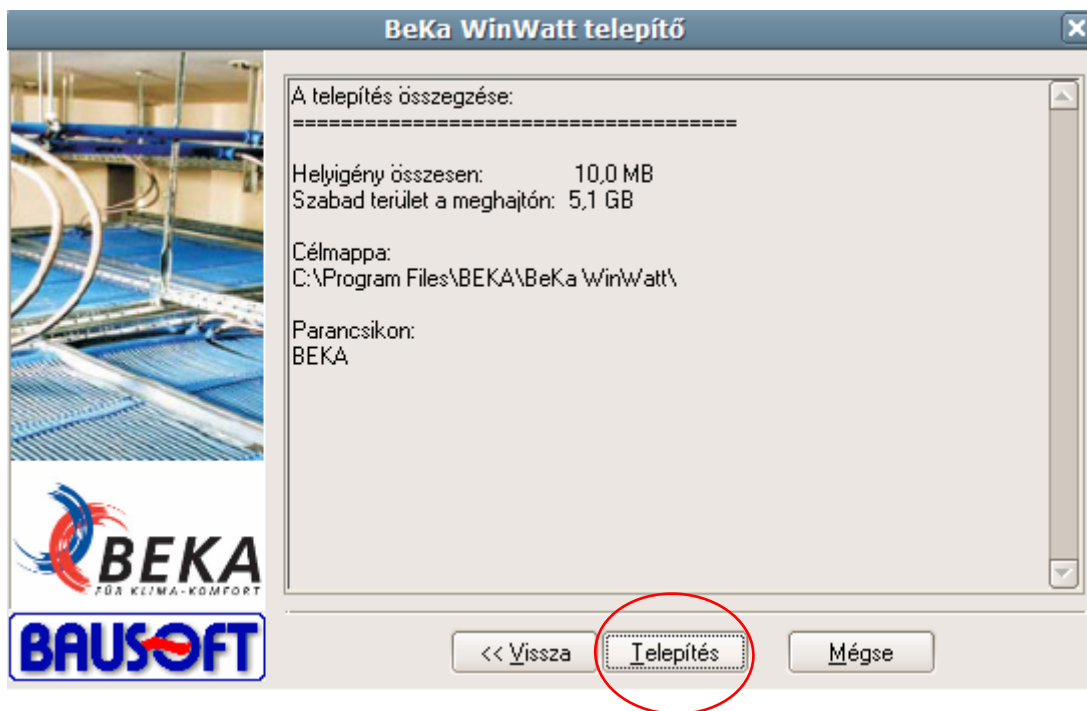 BeKa WinWatt telepítő
A telepítés összegzése:
=====================================
Helyigény összesen: 10,0 MB
Szabad terület a meghajtón: 5,1 GB
Célmappa:
C:\Program Files\BEKA\BeKa WinWatt\
Parancsikon:
BEKA
BEKA
FÜR KLIMA-KOMFORT
BAUSOFT
<< Vissza
Telepítés
Mégse